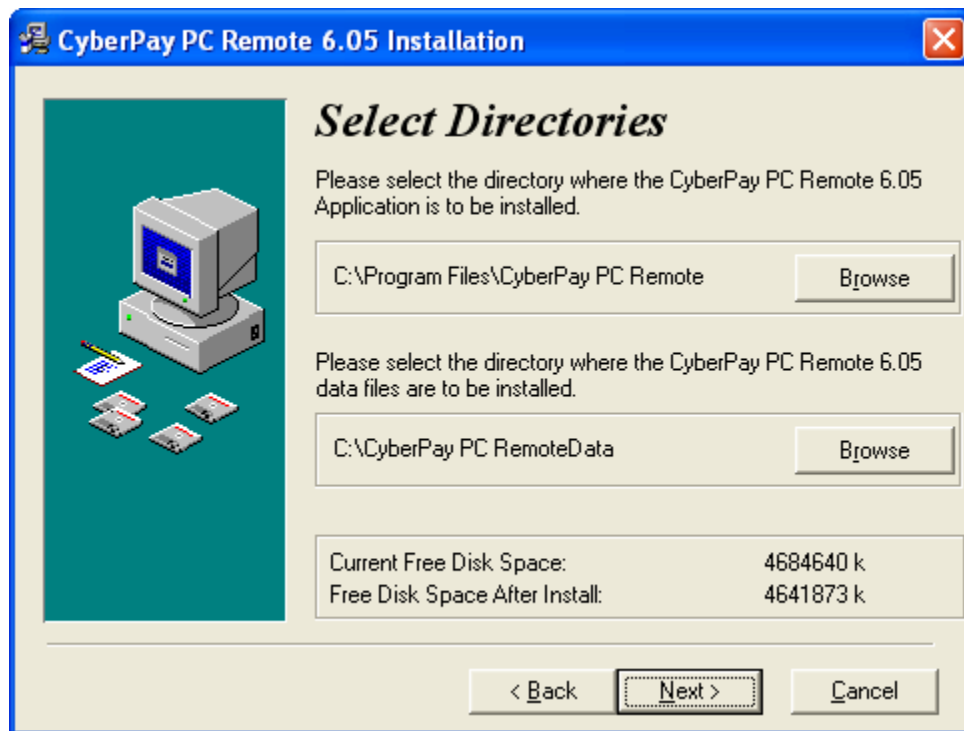 CyberPay PC Remote 6.05 Installation
Select Directories
Please select the directory where the CyberPay PC Remote 6.05
Application is to be installed.
C:\Program Files\CyberPay PC Remote
Browse
Please select the directory where the CyberPay PC Remote 6.05
data files are to be installed.
C:\CyberPay PC RemoteData
Browse
Current Free Disk Space: 4684640 k
Free Disk Space After Install: 4641873 k
< Back
Next >
Cancel